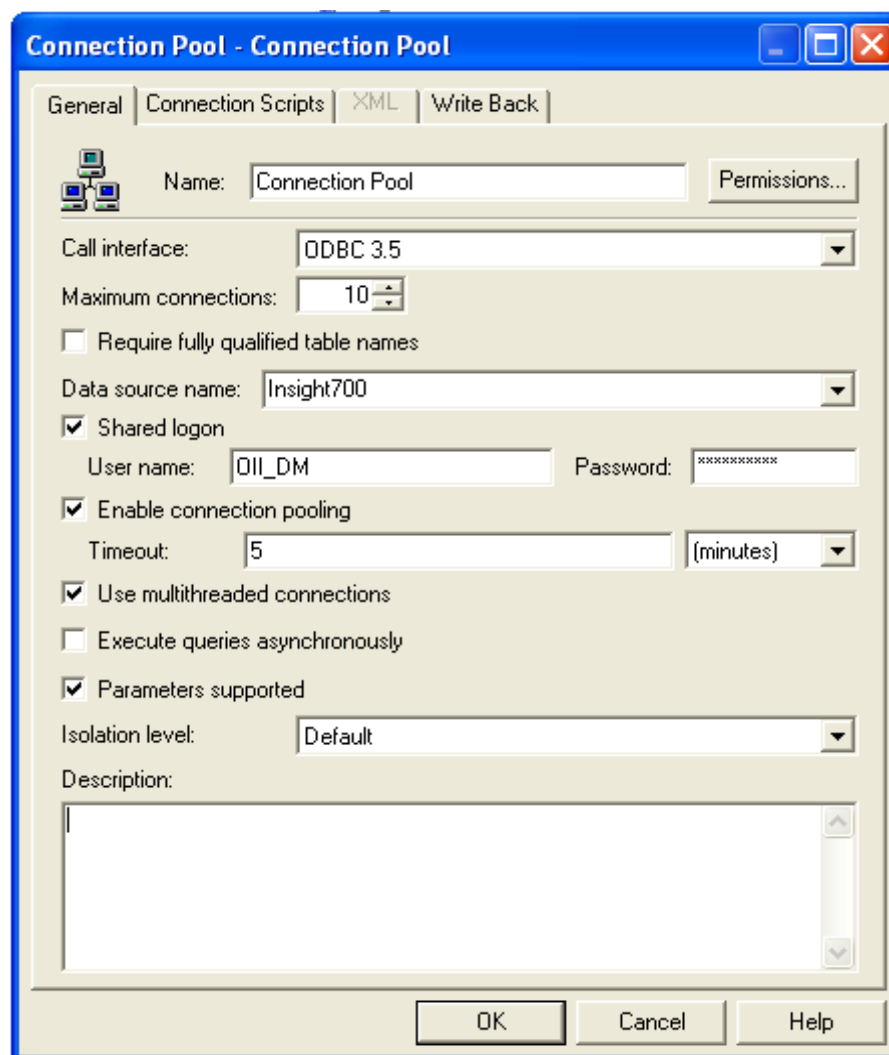 Connection Pool - Connection Pool
General Connection Scripts XML Write Back
Name: Connection Pool Permissions...
Call interface: ODBC 3.5
Maximum connections: 10
Require fully qualified table names
Data source name: Insight700
Shared logon
User name: OII_DM Password: **********
Enable connection pooling
Timeout: 5 (minutes)
Use multithreaded connections
Execute queries asynchronously
Parameters supported
Isolation level: Default
Description:
OK Cancel Help